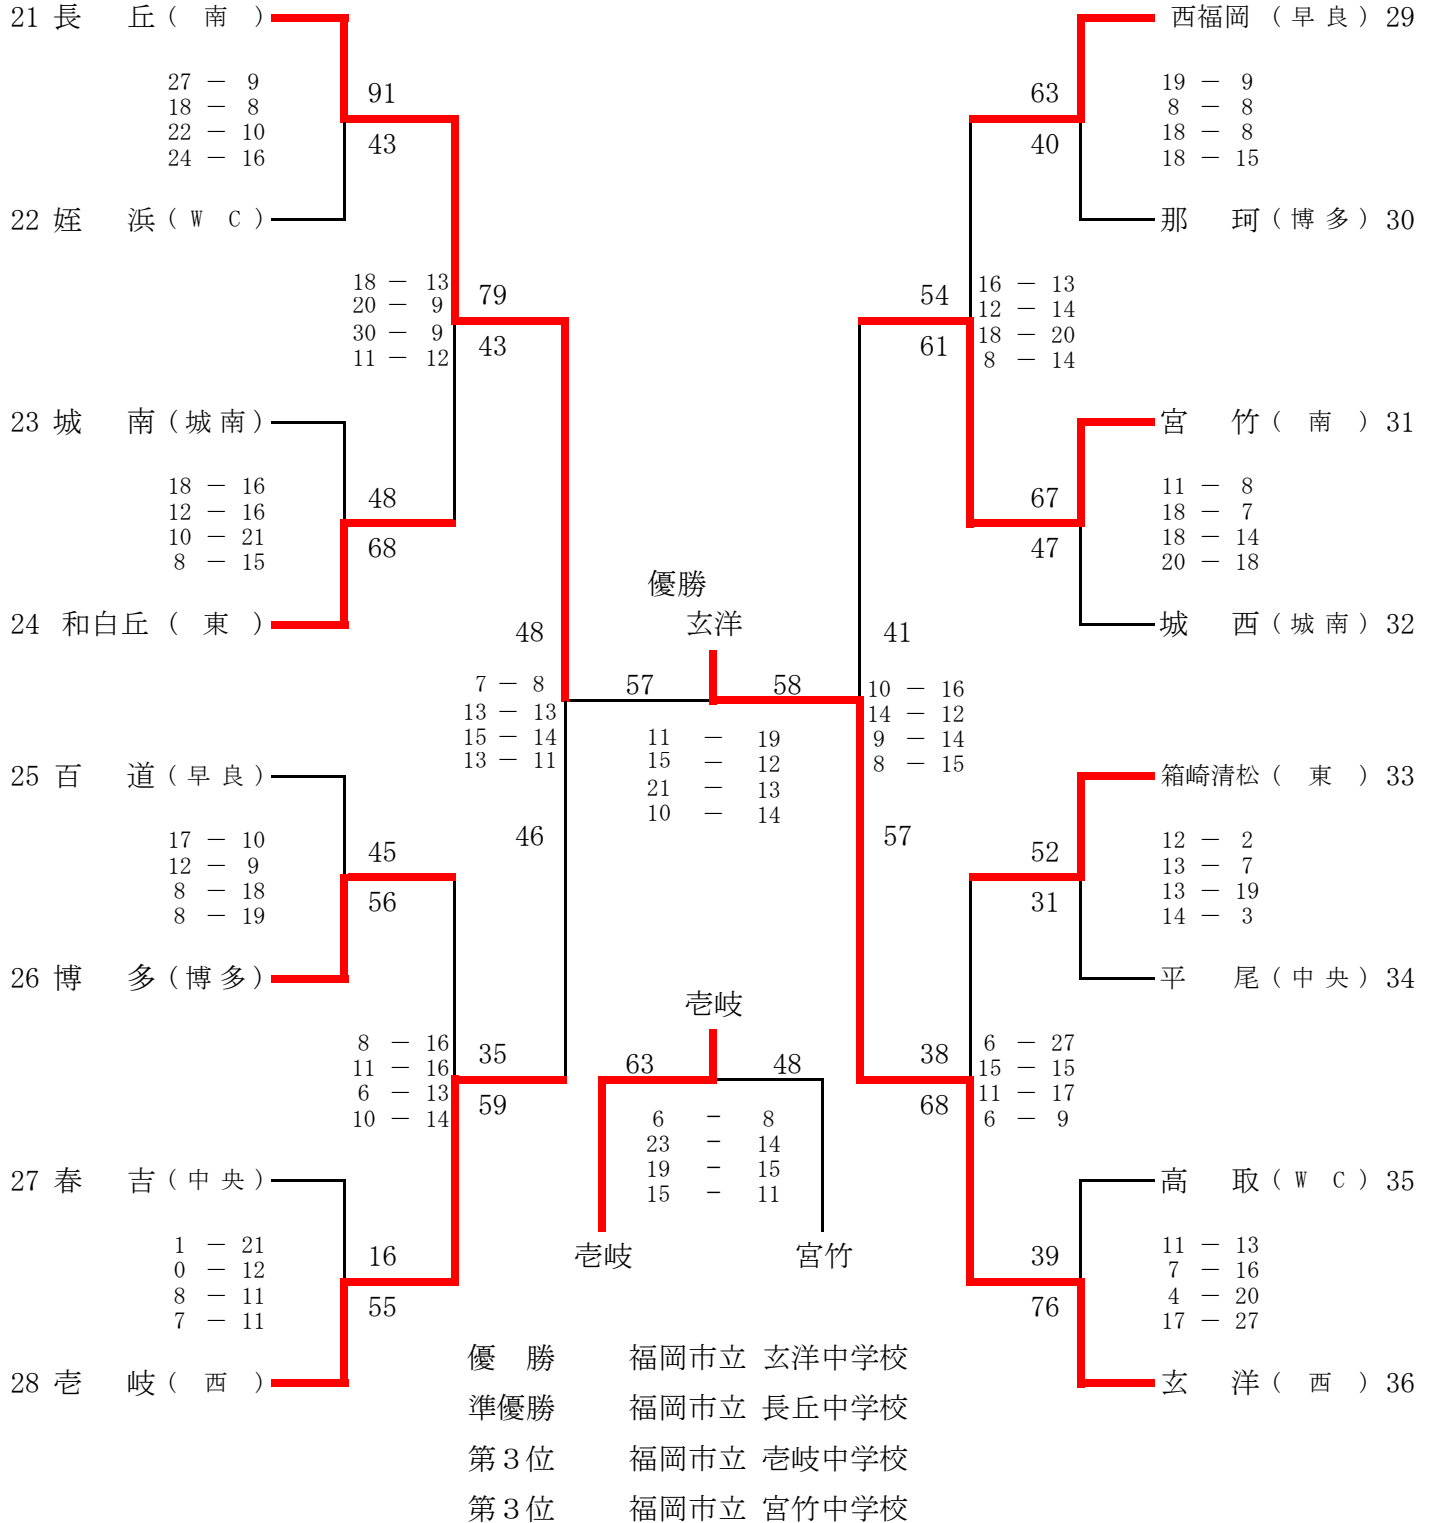 21 長 丘 ( 南 )
27 － 9
18 － 8
22 － 10
24 － 16
91
43
22 姪 浜 ( W C )
18 － 13
20 － 9
30 － 9
11 － 12
79
43
23 城 南 ( 城 南 )
18 － 16
12 － 16
10 － 21
8 － 15
48
68
24 和白丘 ( 東 )
48
7 － 8
13 － 13
15 － 14
13 － 11
46
25 百 道 ( 早 良 )
17 － 10
12 － 9
8 － 18
8 － 19
45
56
26 博 多 ( 博 多 )
8 － 16
11 － 16
6 － 13
10 － 14
35
59
27 春 吉 ( 中 央 )
1 － 21
0 － 12
8 － 11
7 － 11
16
55
28 壱 岐 ( 西 )
優勝
玄洋
57 58
11 － 19
15 － 12
21 － 13
10 － 14
壱岐
63 48
6 － 8
23 － 14
19 － 15
15 － 11
壱岐 宮竹
西福岡 ( 早 良 ) 29
63
40
19 － 9
8 － 8
18 － 8
18 － 15
那 珂 ( 博 多 ) 30
54
61
16 － 13
12 － 14
18 － 20
8 － 14
宮 竹 ( 南 ) 31
67
47
11 － 8
18 － 7
18 － 14
20 － 18
城 西 ( 城 南 ) 32
41
10 － 16
14 － 12
9 － 14
8 － 15
57
箱崎清松 ( 東 ) 33
52
31
12 － 2
13 － 7
13 － 19
14 － 3
平 尾 ( 中 央 ) 34
38
68
6 － 27
15 － 15
11 － 17
6 － 9
高 取 ( W C ) 35
39
76
11 － 13
7 － 16
4 － 20
17 － 27
玄 洋 ( 西 ) 36
優 勝 福岡市立 玄洋中学校
準優勝 福岡市立 長丘中学校
第３位 福岡市立 壱岐中学校
第３位 福岡市立 宮竹中学校